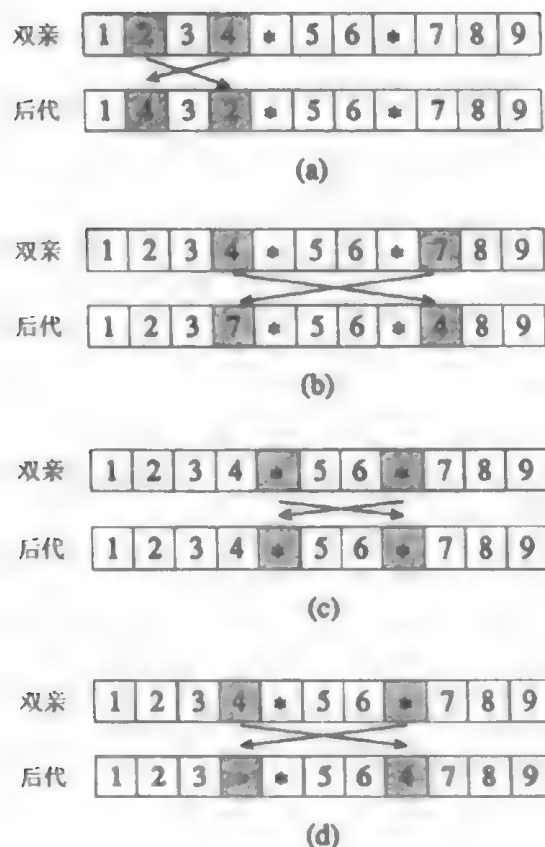 双亲 1 2 3 4 * 5 6 * 7 8 9
后代 1 4 3 2 * 5 6 * 7 8 9
(a)
双亲 1 2 3 4 * 5 6 * 7 8 9
后代 1 2 3 7 * 5 6 * 4 8 9
(b)
双亲 1 2 3 4 * 5 6 * 7 8 9
后代 1 2 3 4 * 5 6 * 7 8 9
(c)
双亲 1 2 3 4 * 5 6 * 7 8 9
后代 1 2 3 * * 5 6 4 7 8 9
(d)